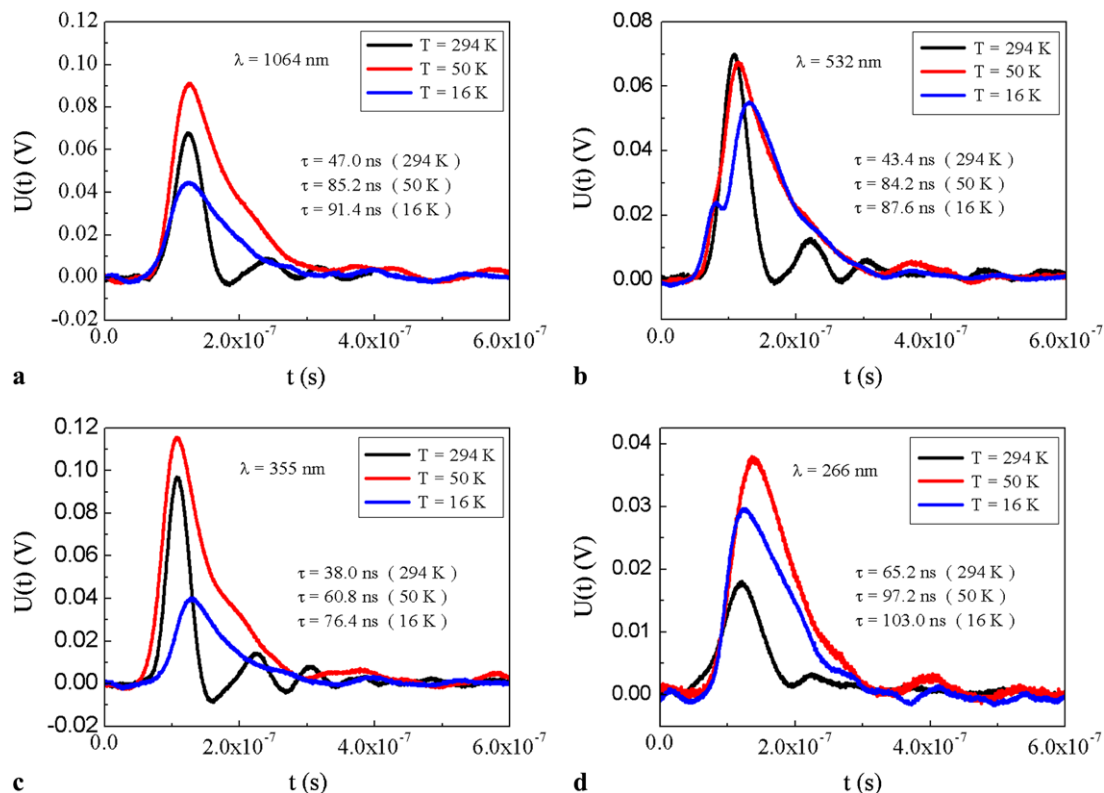 0.12
0.10
0.08
0.06
0.04
0.02
0.00
-0.02
U(t) (V)
λ = 1064 nm
T = 294 K
T = 50 K
T = 16 K
τ = 47.0 ns ( 294 K )
τ = 85.2 ns ( 50 K )
τ = 91.4 ns ( 16 K )
0.0 2.0x10⁻⁷ 4.0x10⁻⁷ 6.0x10⁻⁷
a t (s)
0.08
0.06
0.04
0.02
0.00
U(t) (V)
λ = 532 nm
T = 294 K
T = 50 K
T = 16 K
τ = 43.4 ns ( 294 K )
τ = 84.2 ns ( 50 K )
τ = 87.6 ns ( 16 K )
0.0 2.0x10⁻⁷ 4.0x10⁻⁷ 6.0x10⁻⁷
b t (s)
0.12
0.10
0.08
0.06
0.04
0.02
0.00
-0.02
U(t) (V)
λ = 355 nm
T = 294 K
T = 50 K
T = 16 K
τ = 38.0 ns ( 294 K )
τ = 60.8 ns ( 50 K )
τ = 76.4 ns ( 16 K )
0.0 2.0x10⁻⁷ 4.0x10⁻⁷ 6.0x10⁻⁷
c t (s)
0.04
0.03
0.02
0.01
0.00
U(t) (V)
λ = 266 nm
T = 294 K
T = 50 K
T = 16 K
τ = 65.2 ns ( 294 K )
τ = 97.2 ns ( 50 K )
τ = 103.0 ns ( 16 K )
0.0 2.0x10⁻⁷ 4.0x10⁻⁷ 6.0x10⁻⁷
d t (s)